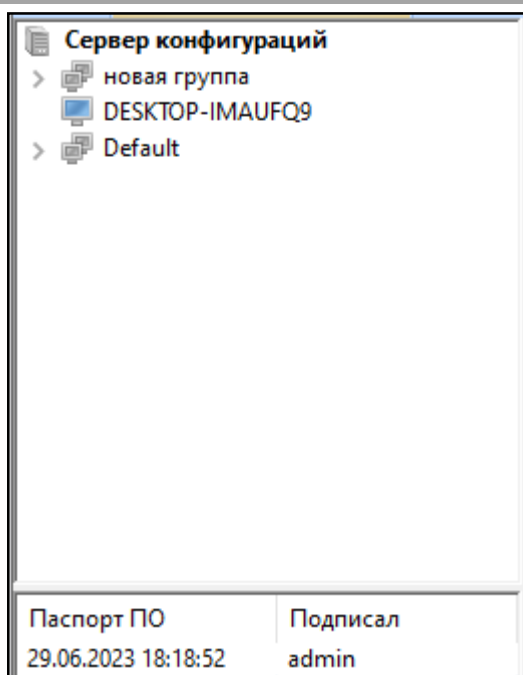 Сервер конфигураций
новая группа
DESKTOP-IMAUFQ9
Default
Паспорт ПО Подписал
29.06.2023 18:18:52 admin